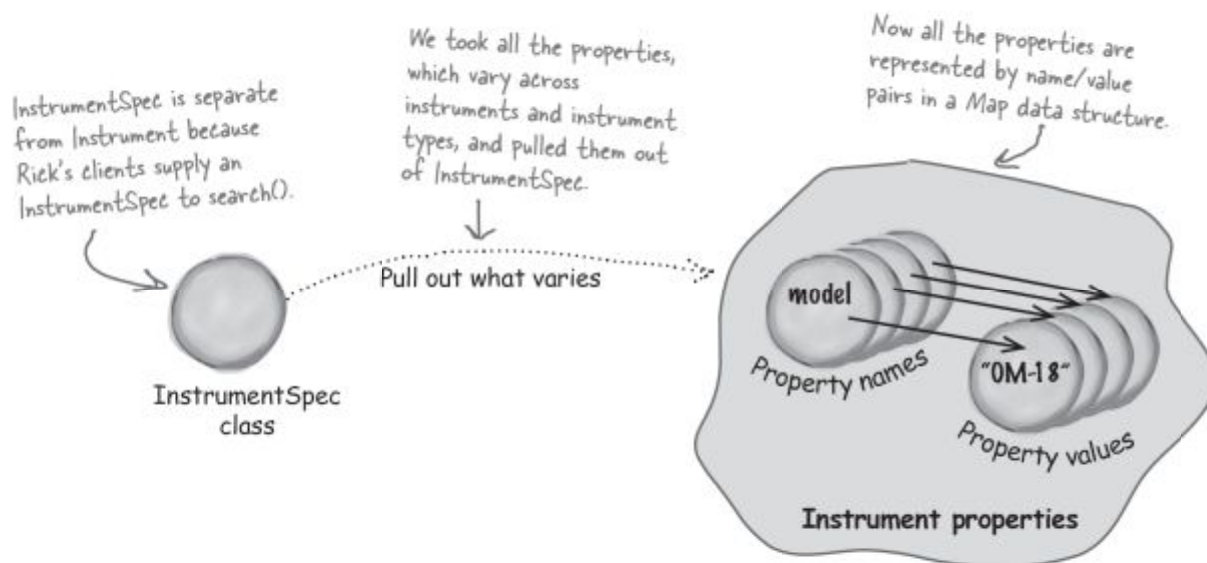 InstrumentSpec is separate
from Instrument because
Rick's clients supply an
InstrumentSpec to search().
We took all the properties,
which vary across
instruments and instrument
types, and pulled them out
of InstrumentSpec.
Now all the properties are
represented by name/value
pairs in a Map data structure.
InstrumentSpec
class
Pull out what varies
model
Property names
"OM-18"
Property values
Instrument properties